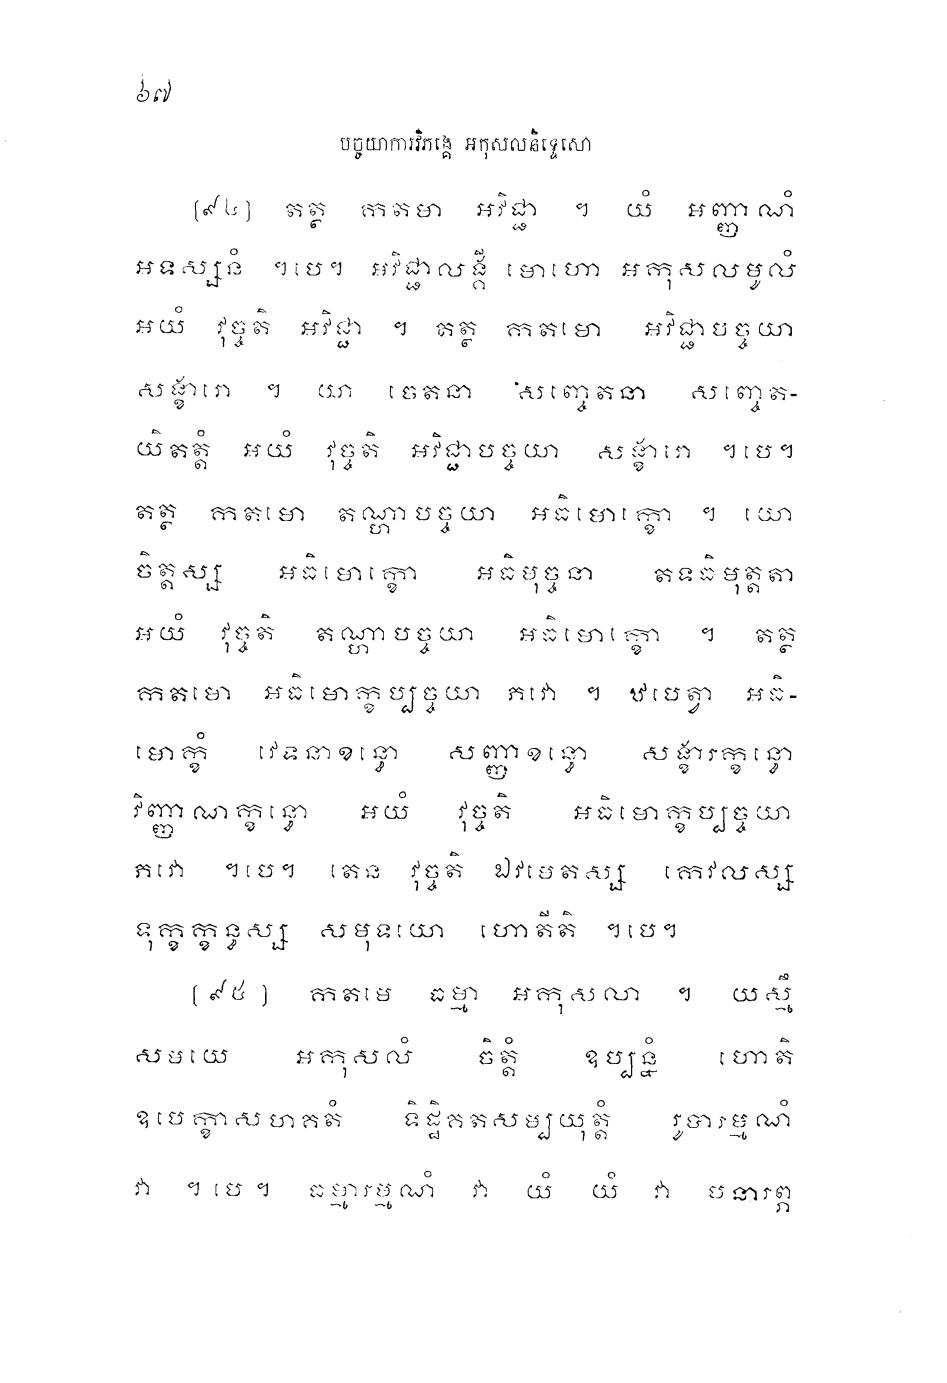 ៦៧
បច្ចយាការវិភង្គេ អកុសលនិទ្ទេសោ
(៩៤) តត្ថ កតមា អវិជ្ជា ។ យំ អញ្ញាណំ
អទស្សនំ ។បេ។ អវិជ្ជាលង្គី មោហោ អកុសលមូលំ
អយំ វុច្ចតិ អវិជ្ជា ។ តត្ថ កតមោ អវិជ្ជាបច្ចយា
សង្ខារោ ។ យា ចេតនា សញ្ចេតនា សញ្ចេត-
យិតត្តំ អយំ វុច្ចតិ អវិជ្ជាបច្ចយា សង្ខារោ ។បេ។
តត្ថ កតមោ តណ្ហាបច្ចយា អធិមោក្ខោ ។ យោ
ចិត្តស្ស អធិមោក្ខោ អធិមុច្ចនា តទធិមុត្តតា
អយំ វុច្ចតិ តណ្ហាបច្ចយា អធិមោក្ខោ ។ តត្ថ
កតមោ អធិមោក្ខប្បច្ចយា ភវោ ។ ឋបេត្វា អធិ-
មោក្ខំ វេទនាខន្ធោ សញ្ញាខន្ធោ សង្ខារក្ខន្ធោ
វិញ្ញាណក្ខន្ធោ អយំ វុច្ចតិ អធិមោក្ខប្បច្ចយា
ភវោ ។បេ។ តេន វុច្ចតិ ឯវមេតស្ស កេវលស្ស
ទុក្ខក្ខន្ធស្ស សមុទយោ ហោតីតិ ។បេ។
(៩៥) កតមេ ធម្មា អកុសលា ។ យស្មឹ
សមយេ អកុសលំ ចិត្តំ ឧប្បន្នំ ហោតិ
ឧបេក្ខាសហគតំ ទិដ្ឋិគតសម្បយុត្តំ រូបារម្មណំ
វា ។បេ។ ធម្មារម្មណំ វា យំ យំ វា បនារព្ភ